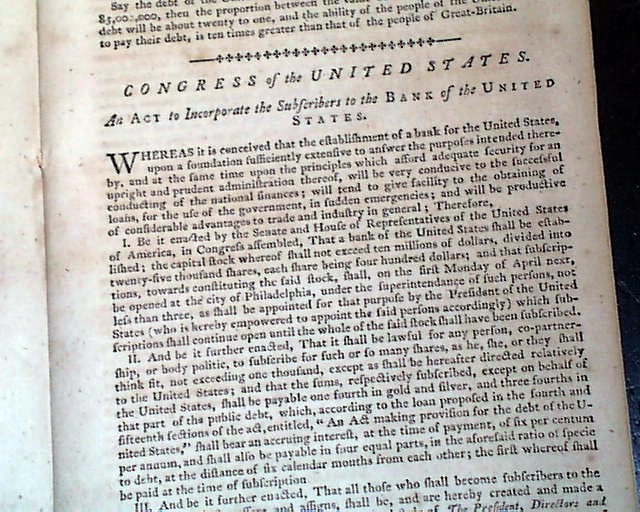 Say the debt of the
85,000,000, then the proportion between the
debt will be about twenty to one, and the ability of the people of the
to pay their debt, is ten times greater than that of the people of Great-Britain.
CONGRESS of the UNITED STATES.
An ACT to Incorporate the Subſcribers to the BANK of the UNITED
STATES.
WHEREAS it is conceived that the eſtabliſhment of a bank for the United States,
upon a foundation ſufficiently extenſive to anſwer the purpoſes intended there-
by, and at the ſame time upon the principles which afford adequate ſecurity for an
upright and prudent adminiſtration thereof, will be very conducive to the ſucceſsful
conducting of the national finances; will tend to give facility to the obtaining of
loans, for the uſe of the government, in ſudden emergencies; and will be productive
of conſiderable advantages to trade and induſtry in general; Therefore,
I. Be it enacted by the Senate and Houſe of Repreſentatives of the United States
of America, in Congreſs aſſembled, That a bank of the United States ſhall be eſtab-
liſhed; the capital ſtock whereof ſhall not exceed ten millions of dollars, divided into
twenty-five thouſand ſhares, each ſhare being four hundred dollars; and that ſubſcrip-
tions, towards conſtituting the ſaid ſtock, ſhall, on the firſt Monday of April next,
be opened at the city of Philadelphia, under the ſuperintendance of ſuch perſons, not
leſs than three, as ſhall be appointed for that purpoſe by the Preſident of the United
States (who is hereby empowered to appoint the ſaid perſons accordingly) which ſub-
ſcriptions ſhall continue open until the whole of the ſaid ſtock ſhall have been ſubſcribed.
II. And be it further enacted, That it ſhall be lawful for any perſon, co-partner-
ſhip, or body politic, to ſubſcribe for ſuch or ſo many ſhares, as he, ſhe, or they ſhall
think fit, not exceeding one thouſand, except as ſhall be hereafter directed relatively
to the United States; and that the ſums, reſpectively ſubſcribed, except on behalf of
the United States, ſhall be payable one fourth in gold and ſilver, and three fourths in
that part of the public debt, which, according to the loan propoſed in the fourth and
fifteenth ſections of the act, entitled, "An Act making proviſion for the debt of the U-
nited States," ſhall bear an accruing intereſt, at the time of payment, of ſix per centum
per annum, and ſhall alſo be payable in four equal parts, in the aforeſaid ratio of ſpecie
to debt, at the diſtance of ſix calendar months from each other; the firſt whereof ſhall
be paid at the time of ſubſcription.
III. And be it further enacted, That all thoſe who ſhall become ſubſcribers to the
and aſſigns, ſhall be, and are hereby created and made a
of The Preſident, Directors and